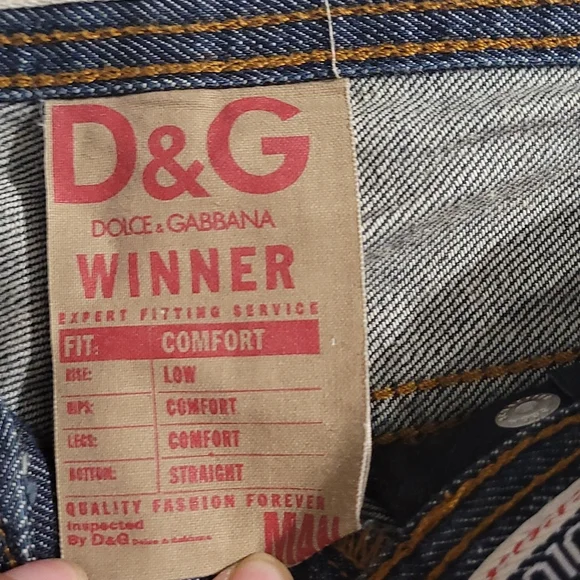 D&G
DOLCE & GABBANA
WINNER
EXPERT FITTING SERVICE
FIT: COMFORT
RISE: LOW
HIPS: COMFORT
LEGS: COMFORT
BOTTOM: STRAIGHT
QUALITY FASHION FOREVER
Inspected
By D&G Dolce & Gabbana
MAN